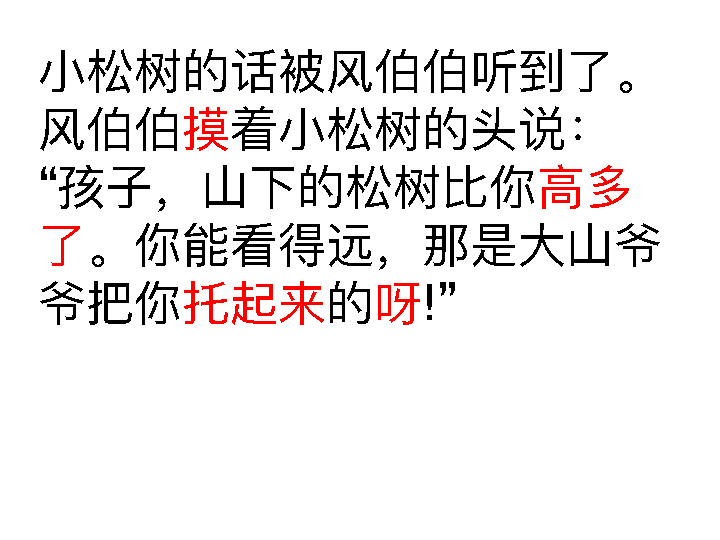 小松树的话被风伯伯听到了。
风伯伯摸着小松树的头说：
“孩子，山下的松树比你高多
了。你能看得远，那是大山爷
爷把你托起来的呀!”